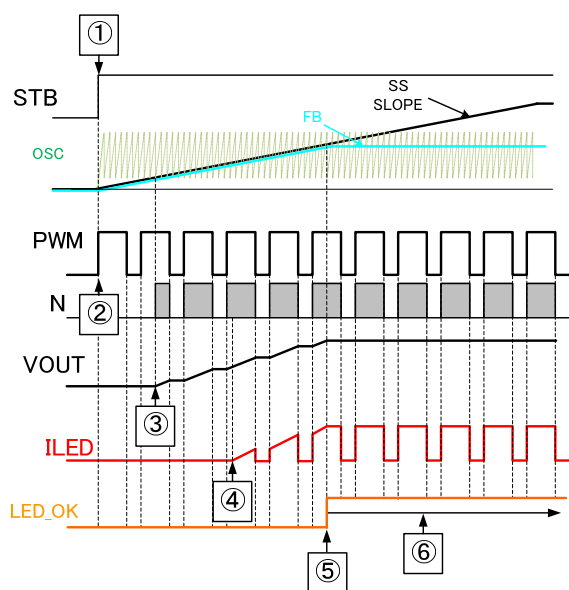 ①
STB
SS
SLOPE
FB
OSC
PWM
N
②
VOUT
③
ILED
④
LED_OK
⑤
⑥